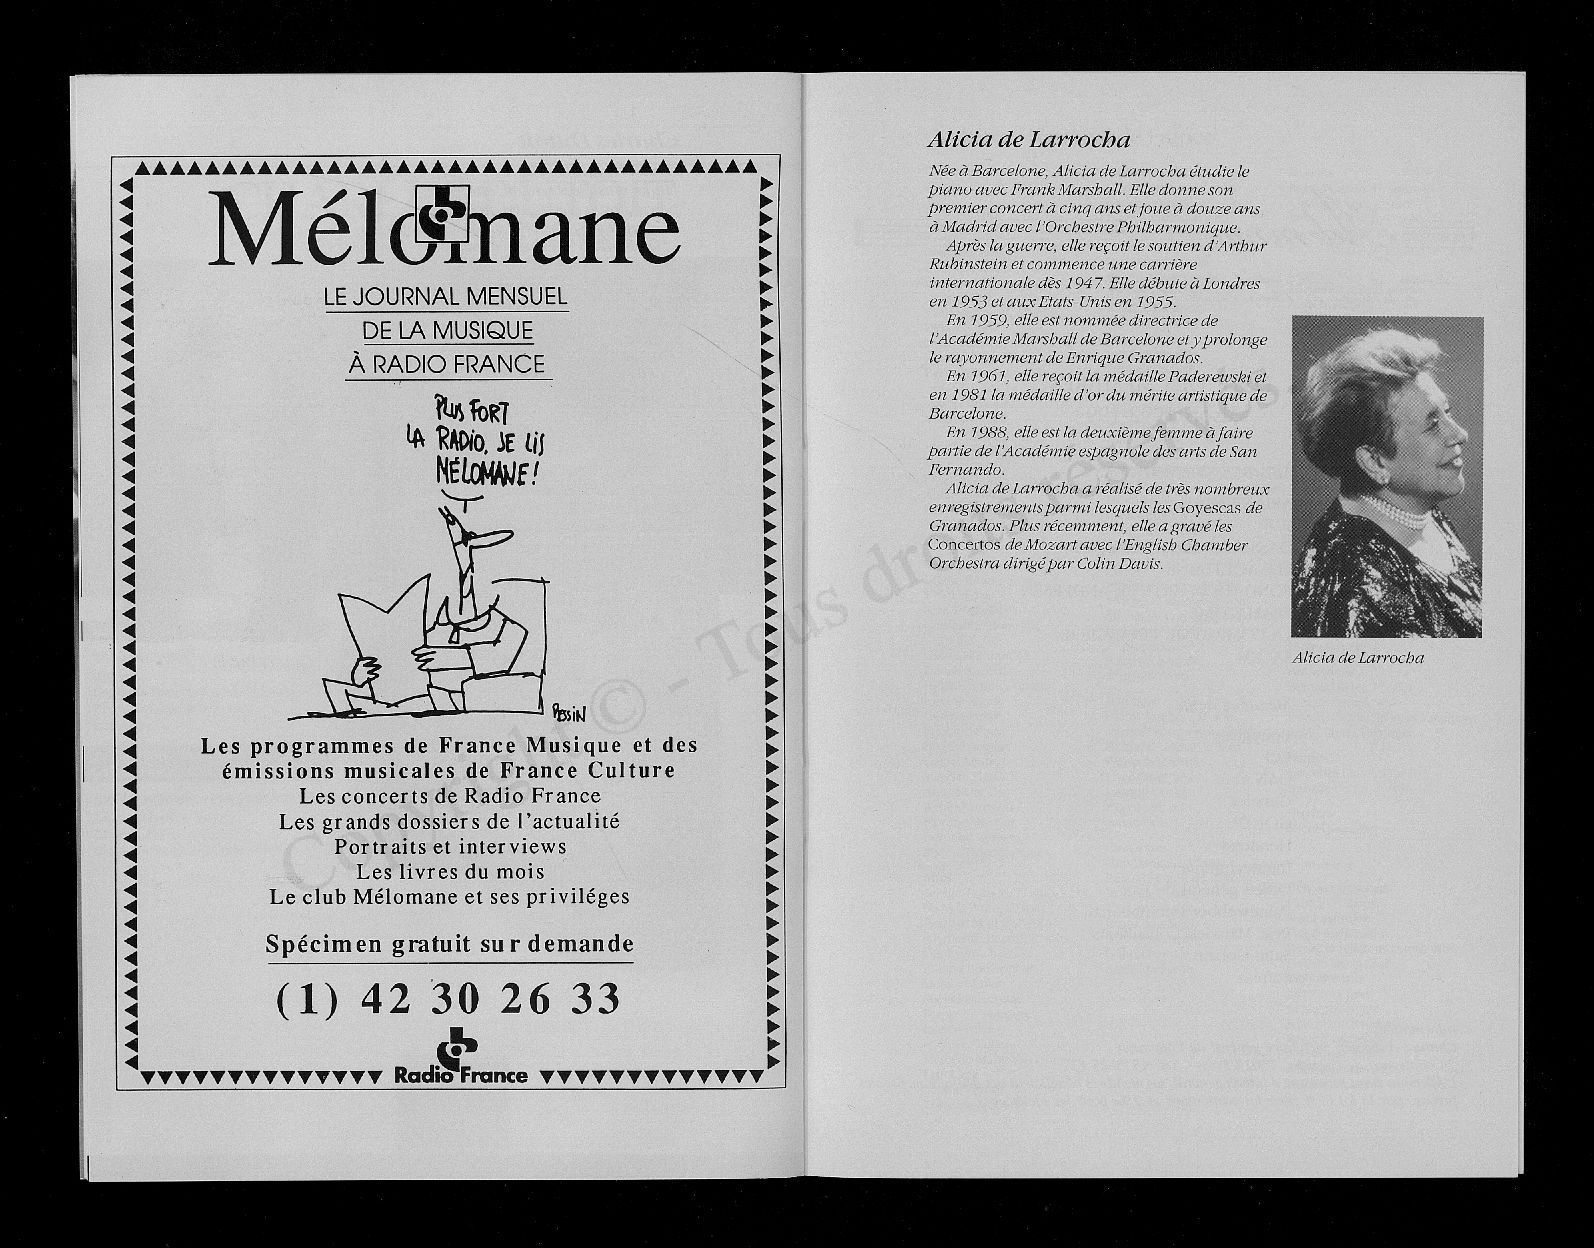 Mélomane
LE JOURNAL MENSUEL
DE LA MUSIQUE
À RADIO FRANCE
PLUS FORT
LA RADIO, JE LIS
MÉLOMANE !
PESSIN
Les programmes de France Musique et des
émissions musicales de France Culture
Les concerts de Radio France
Les grands dossiers de l'actualité
Portraits et interviews
Les livres du mois
Le club Mélomane et ses priviléges
Spécimen gratuit sur demande
(1) 42 30 26 33
Radio France
Alicia de Larrocha
Née à Barcelone, Alicia de Larrocha étudie le
piano avec Frank Marshall. Elle donne son
premier concert à cinq ans et joue à douze ans
à Madrid avec l'Orchestre Philharmonique.
Après la guerre, elle reçoit le soutien d'Arthur
Rubinstein et commence une carrière
internationale dès 1947. Elle débute à Londres
en 1953 et aux Etats-Unis en 1955.
En 1959, elle est nommée directrice de
l'Académie Marshall de Barcelone et y prolonge
le rayonnement de Enrique Granados.
En 1961, elle reçoit la médaille Paderewski et
en 1981 la médaille d'or du mérite artistique de
Barcelone.
En 1988, elle est la deuxième femme à faire
partie de l'Académie espagnole des arts de San
Fernando.
Alicia de Larrocha a réalisé de très nombreux
enregistrements parmi lesquels les Goyescas de
Granados. Plus récemment, elle a gravé les
Concertos de Mozart avec l'English Chamber
Orchestra dirigé par Colin Davis.
Alicia de Larrocha
Copyright © - Tous droits réservés